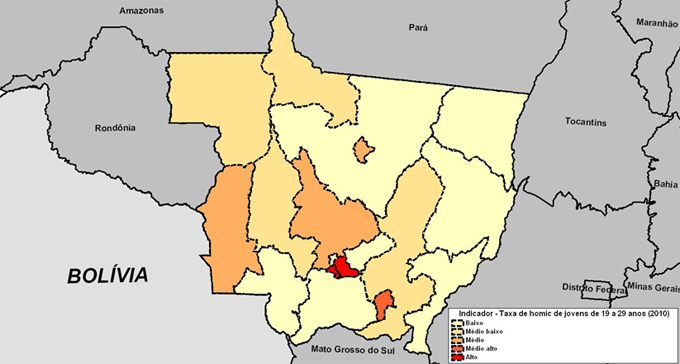 Amazonas
Pará
Maranhão
Rondônia
Tocantins
Bahia
BOLÍVIA
Distrito Federal
Minas Gerais
Mato Grosso do Sul
Indicador - Taxa de homic de jovens de 19 a 29 anos (2010)
Baixo
Médio baixo
Médio
Médio alto
Alto